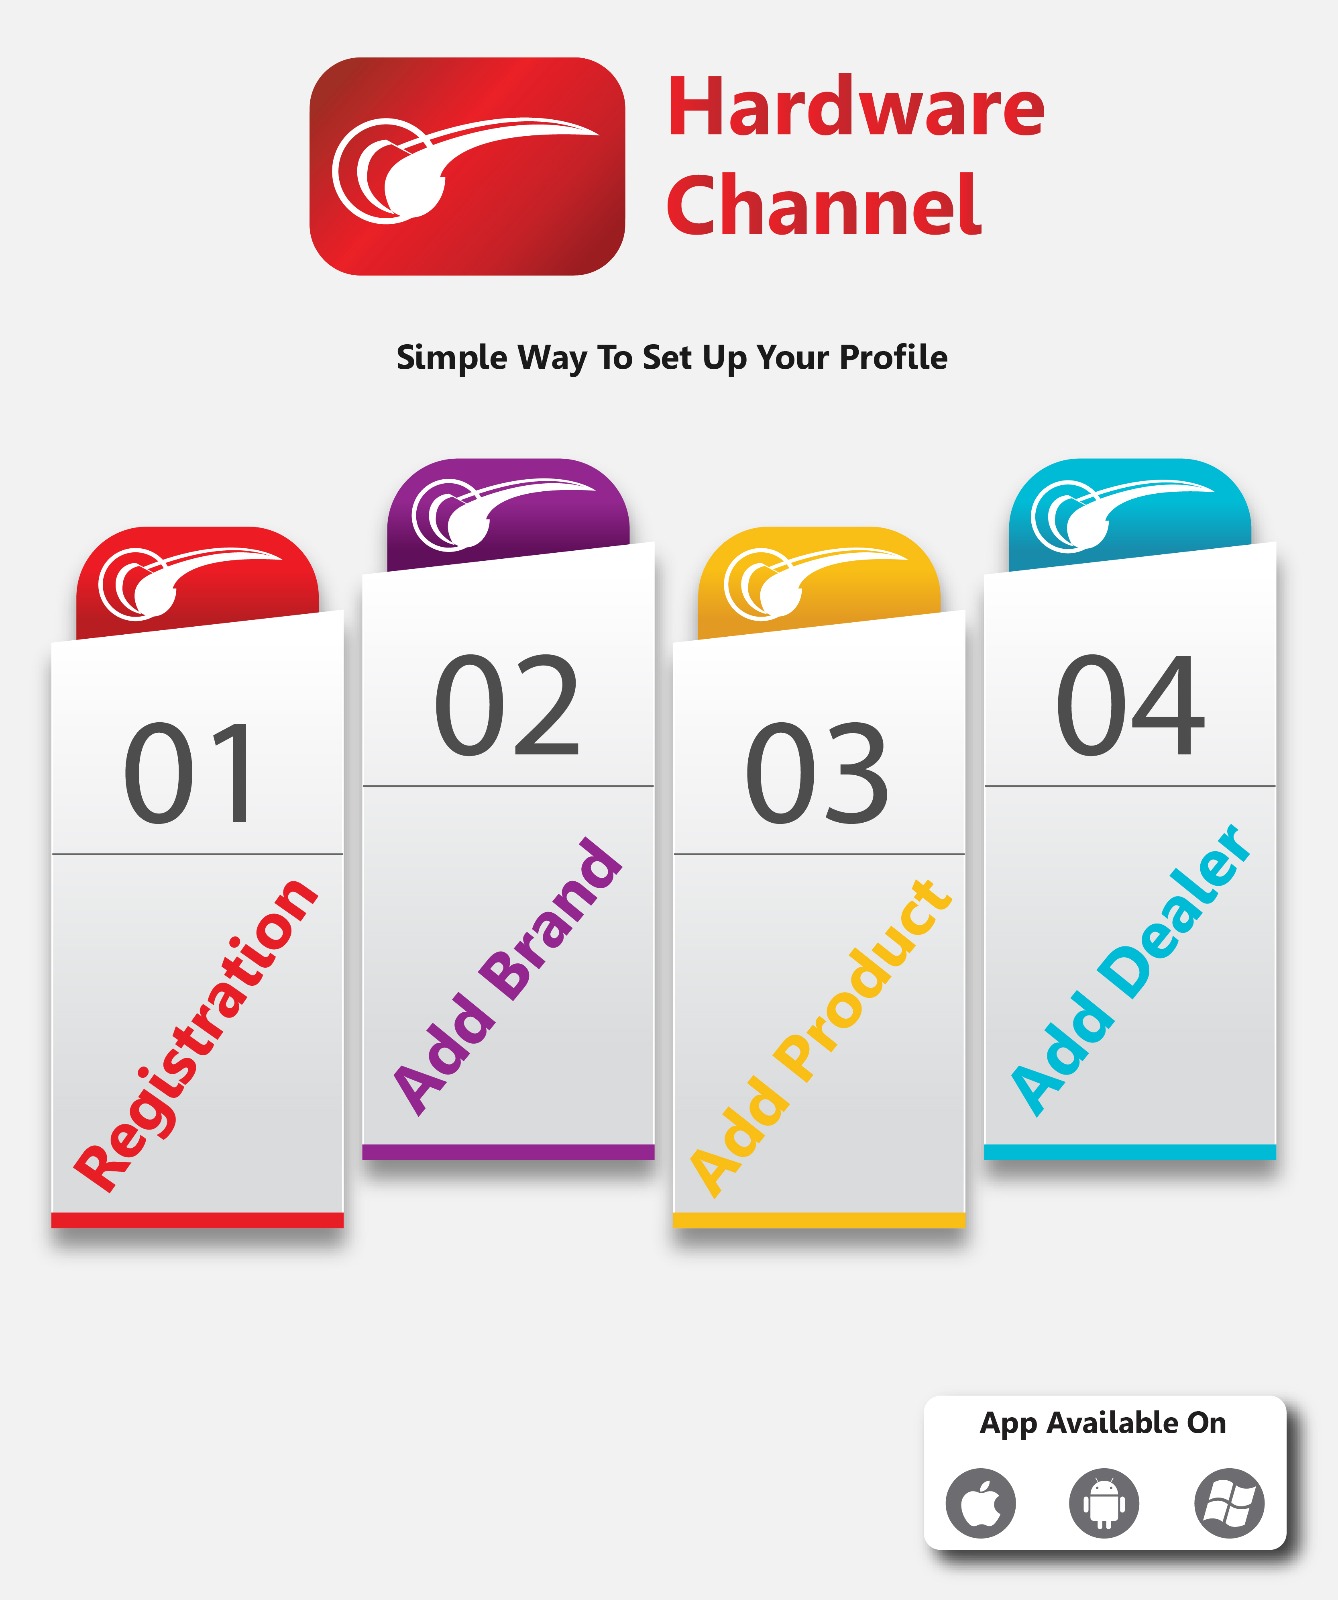 Hardware
Channel
Simple Way To Set Up Your Profile
01
Registration
02
Add Brand
03
Add Product
04
Add Dealer
App Available On